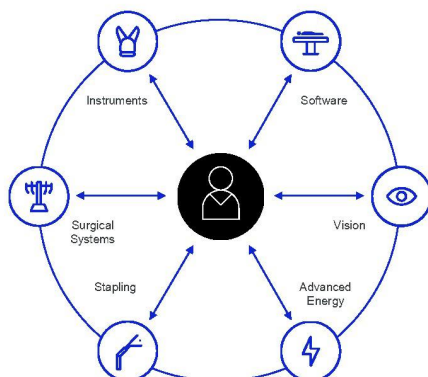 Instruments
Software
Surgical
Systems
Vision
Stapling
Advanced
Energy